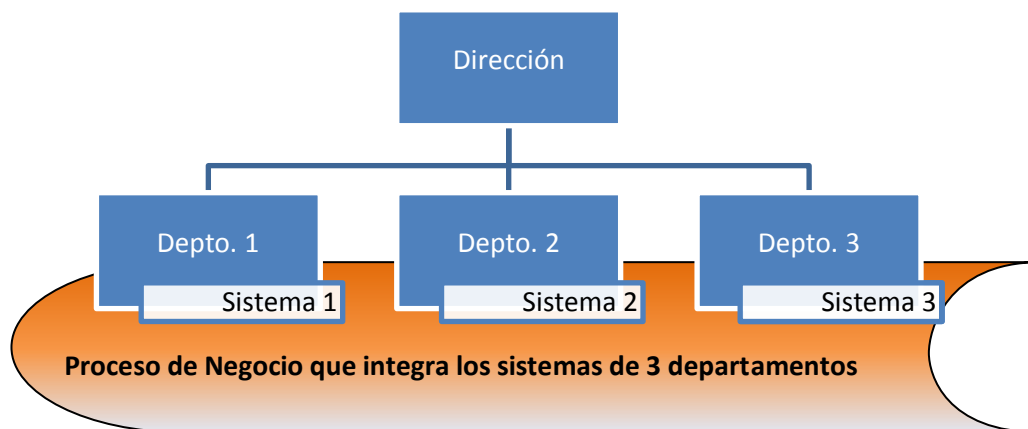 Dirección
Depto. 1
Depto. 2
Depto. 3
Sistema 1
Sistema 2
Sistema 3
Proceso de Negocio que integra los sistemas de 3 departamentos